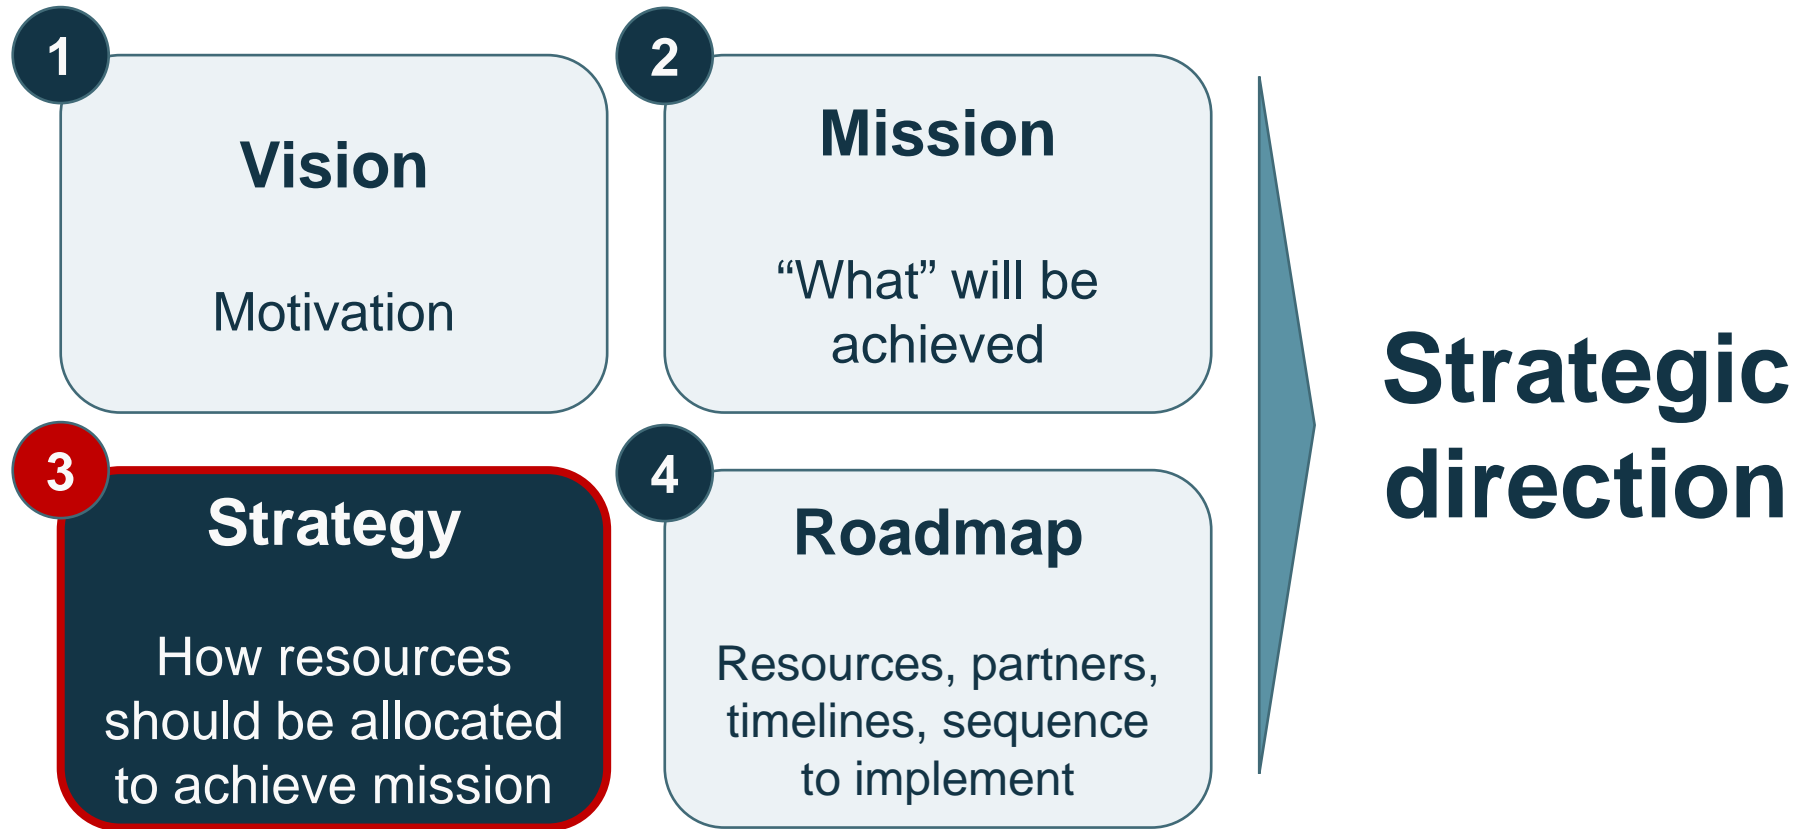 1
Vision
Motivation
2
Mission
“What” will be
achieved
3
Strategy
How resources
should be allocated
to achieve mission
4
Roadmap
Resources, partners,
timelines, sequence
to implement
Strategic
direction